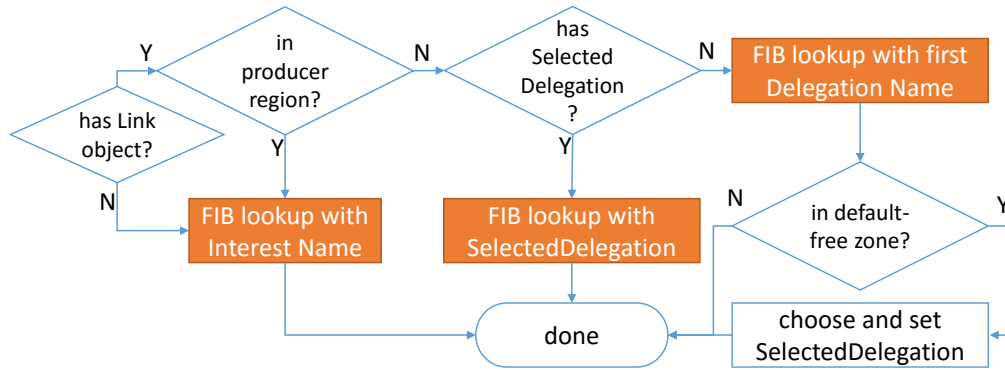 has Link
object?
Y
N
in
producer
region?
N
Y
FIB lookup with
Interest Name
has
Selected
Delegation
?
N
Y
FIB lookup with
SelectedDelegation
FIB lookup with first
Delegation Name
in default-
free zone?
N
Y
choose and set
SelectedDelegation
done